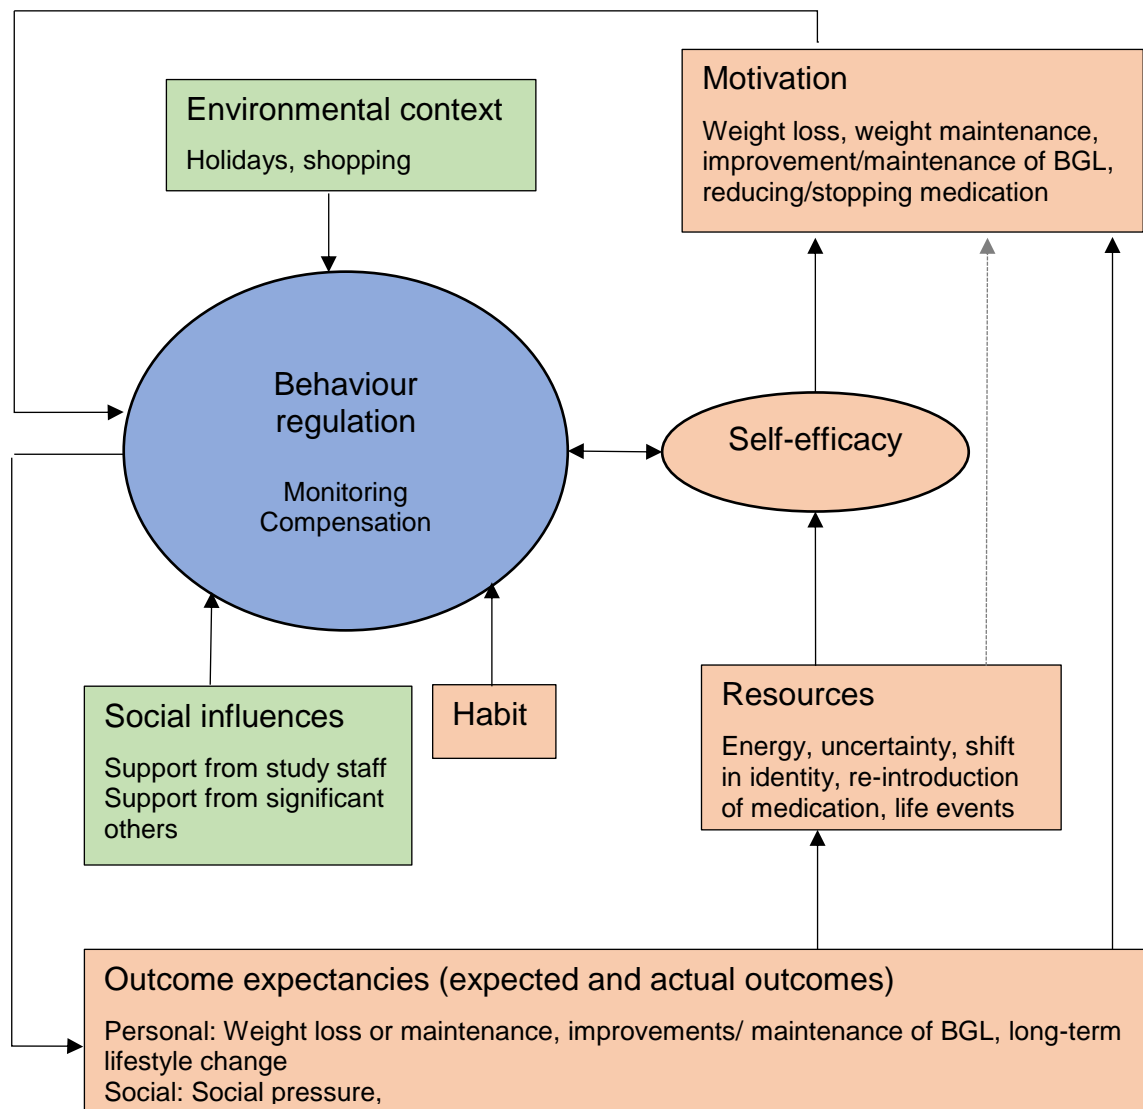 Environmental context
Holidays, shopping
Motivation
Weight loss, weight maintenance,
improvement/maintenance of BGL,
reducing/stopping medication
Behaviour
regulation
Monitoring
Compensation
Self-efficacy
Social influences
Support from study staff
Support from significant
others
Habit
Resources
Energy, uncertainty, shift
in identity, re-introduction
of medication, life events
Outcome expectancies (expected and actual outcomes)
Personal: Weight loss or maintenance, improvements/ maintenance of BGL, long-term
lifestyle change
Social: Social pressure,